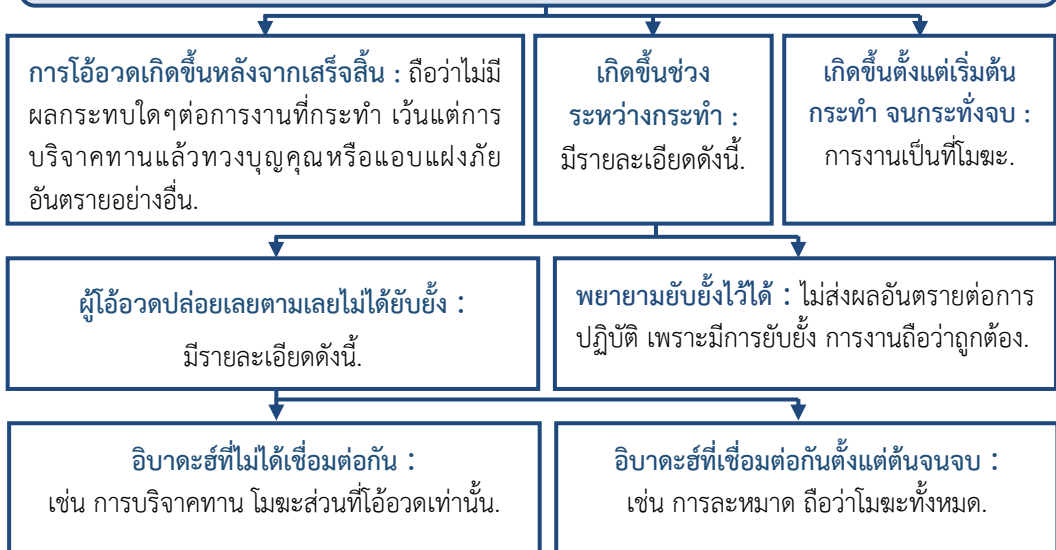 การโอ้อวดเกิดขึ้นหลังจากเสร็จสิ้น : ถือว่าไม่มี
ผลกระทบใดๆต่อการงานที่กระทำ เว้นแต่การ
บริจาคทานแล้วทวงบุญคุณหรือแอบแฝงภัย
อันตรายอย่างอื่น.
เกิดขึ้นช่วง
ระหว่างกระทำ :
มีรายละเอียดดังนี้.
เกิดขึ้นตั้งแต่เริ่มต้น
กระทำ จนกระทั่งจบ :
การงานเป็นที่โมฆะ.
ผู้โอ้อวดปล่อยเลยตามเลยไม่ได้ยับยั้ง :
มีรายละเอียดดังนี้.
พยายามยับยั้งไว้ได้ : ไม่ส่งผลอันตรายต่อการ
ปฏิบัติ เพราะมีการยับยั้ง การงานถือว่าถูกต้อง.
อิบาดะฮ์ที่ไม่ได้เชื่อมต่อกัน :
เช่น การบริจาคทาน โมฆะส่วนที่โอ้อวดเท่านั้น.
อิบาดะฮ์ที่เชื่อมต่อกันตั้งแต่ต้นจนจบ :
เช่น การละหมาด ถือว่าโมฆะทั้งหมด.